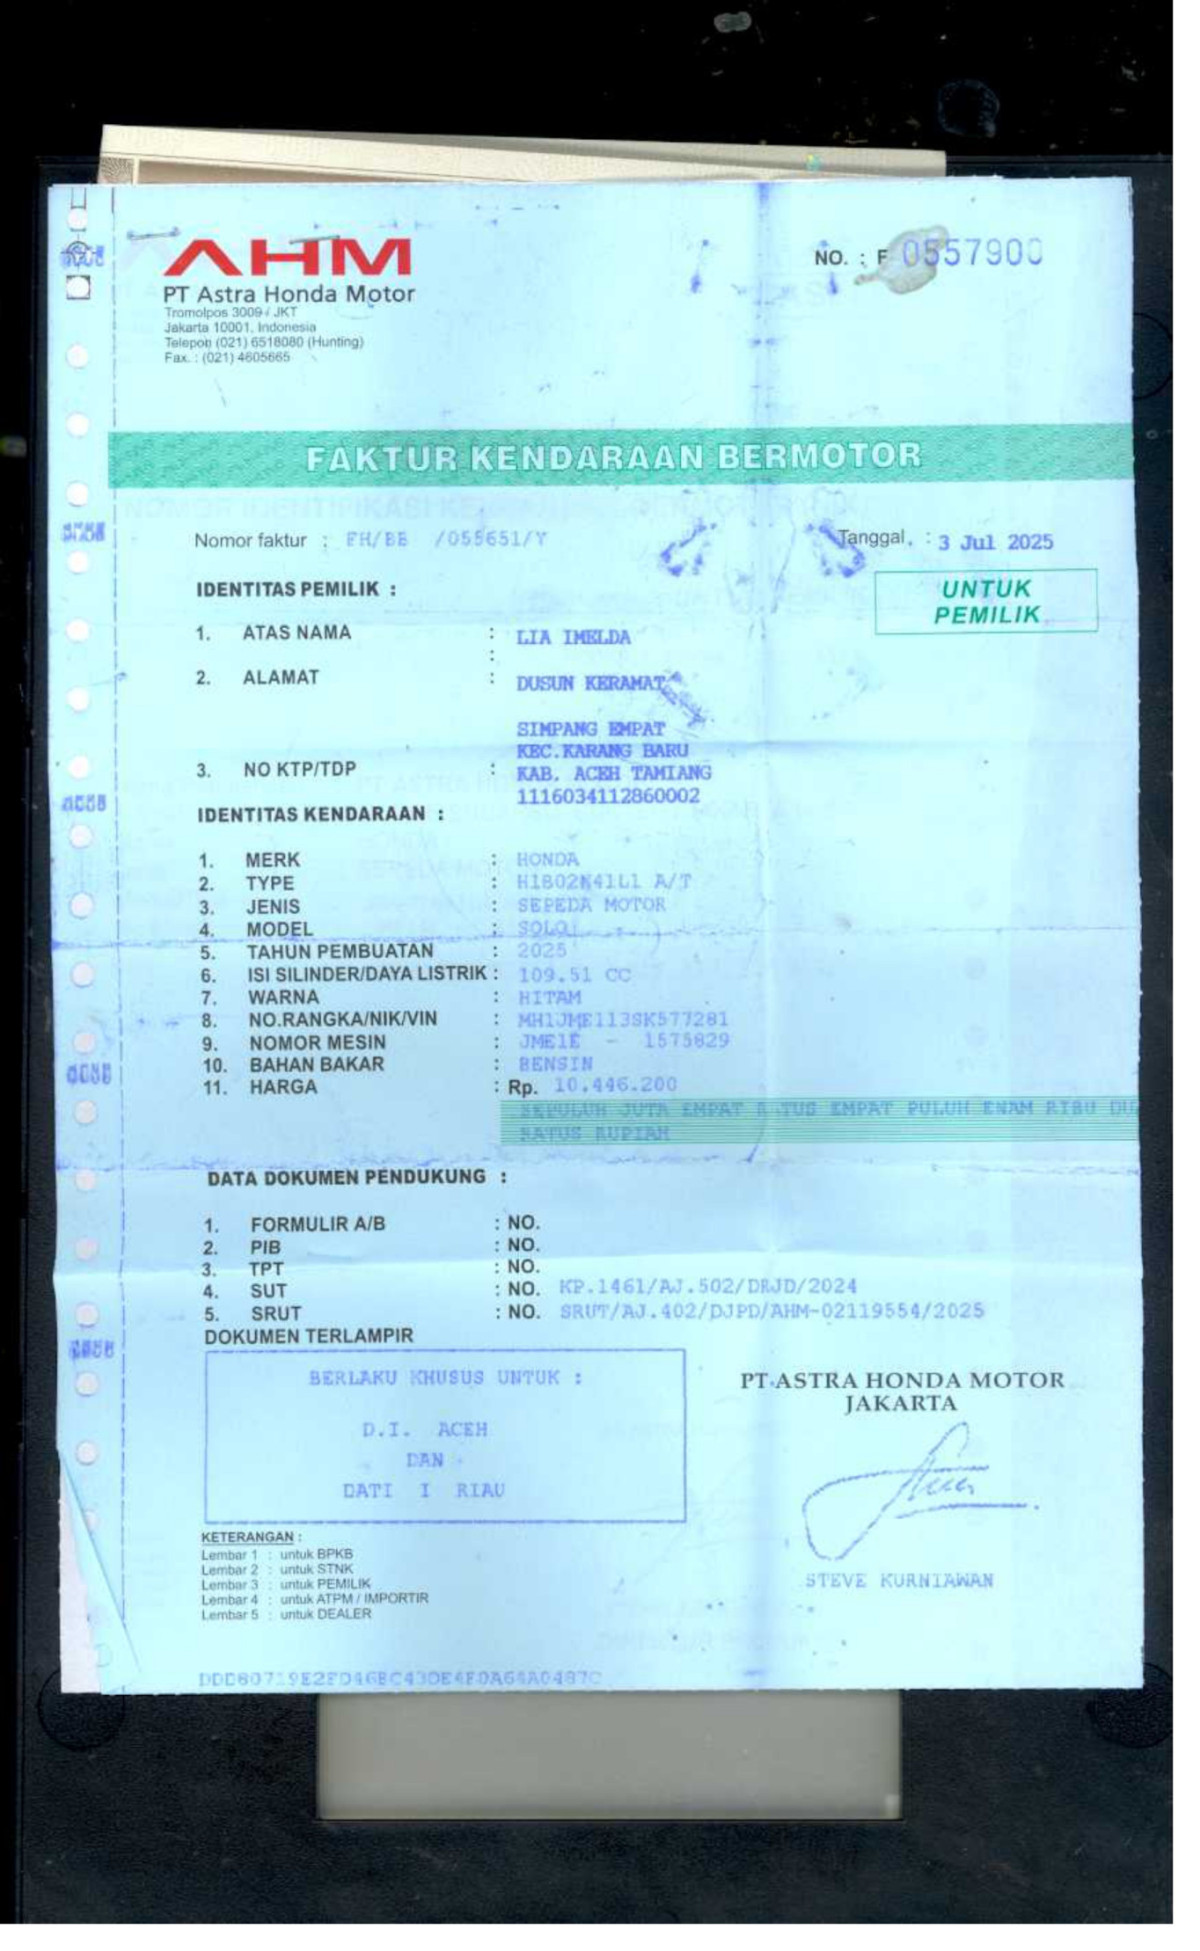 AHM
NO. : F 0557900
PT Astra Honda Motor
Tromolpos 3009 / JKT
Jakarta 10001, Indonesia
Telepon (021) 6518080 (Hunting)
Fax. : (021) 4605665
FAKTUR KENDARAAN BERMOTOR
Nomor faktur : FH/BE /055651/Y
Tanggal, : 3 Jul 2025
UNTUK
PEMILIK
IDENTITAS PEMILIK :
1. ATAS NAMA : LIA IMELDA
:
2. ALAMAT : DUSUN KERAMAT
SIMPANG EMPAT
KEC.KARANG BARU
3. NO KTP/TDP : KAB. ACEH TAMIANG
1116034112860002
IDENTITAS KENDARAAN :
1. MERK : HONDA
2. TYPE : H1B02N41L1 A/T
3. JENIS : SEPEDA MOTOR
4. MODEL : SOLO
5. TAHUN PEMBUATAN : 2025
6. ISI SILINDER/DAYA LISTRIK : 109.51 CC
7. WARNA : HITAM
8. NO.RANGKA/NIK/VIN : MH1JME113SK577281
9. NOMOR MESIN : JME1E - 1575829
10. BAHAN BAKAR : BENSIN
11. HARGA : Rp. 10.446.200
SEPULUH JUTA EMPAT RATUS EMPAT PULUH ENAM RIBU DU
RATUS RUPIAH
DATA DOKUMEN PENDUKUNG :
1. FORMULIR A/B : NO.
2. PIB : NO.
3. TPT : NO.
4. SUT : NO. KP.1461/AJ.502/DRJD/2024
5. SRUT : NO. SRUT/AJ.402/DJPD/AHM-02119554/2025
DOKUMEN TERLAMPIR
BERLAKU KHUSUS UNTUK :
D.I. ACEH
DAN
DATI I RIAU
PT ASTRA HONDA MOTOR
JAKARTA
STEVE KURNIAWAN
KETERANGAN :
Lembar 1 : untuk BPKB
Lembar 2 : untuk STNK
Lembar 3 : untuk PEMILIK
Lembar 4 : untuk ATPM / IMPORTIR
Lembar 5 : untuk DEALER